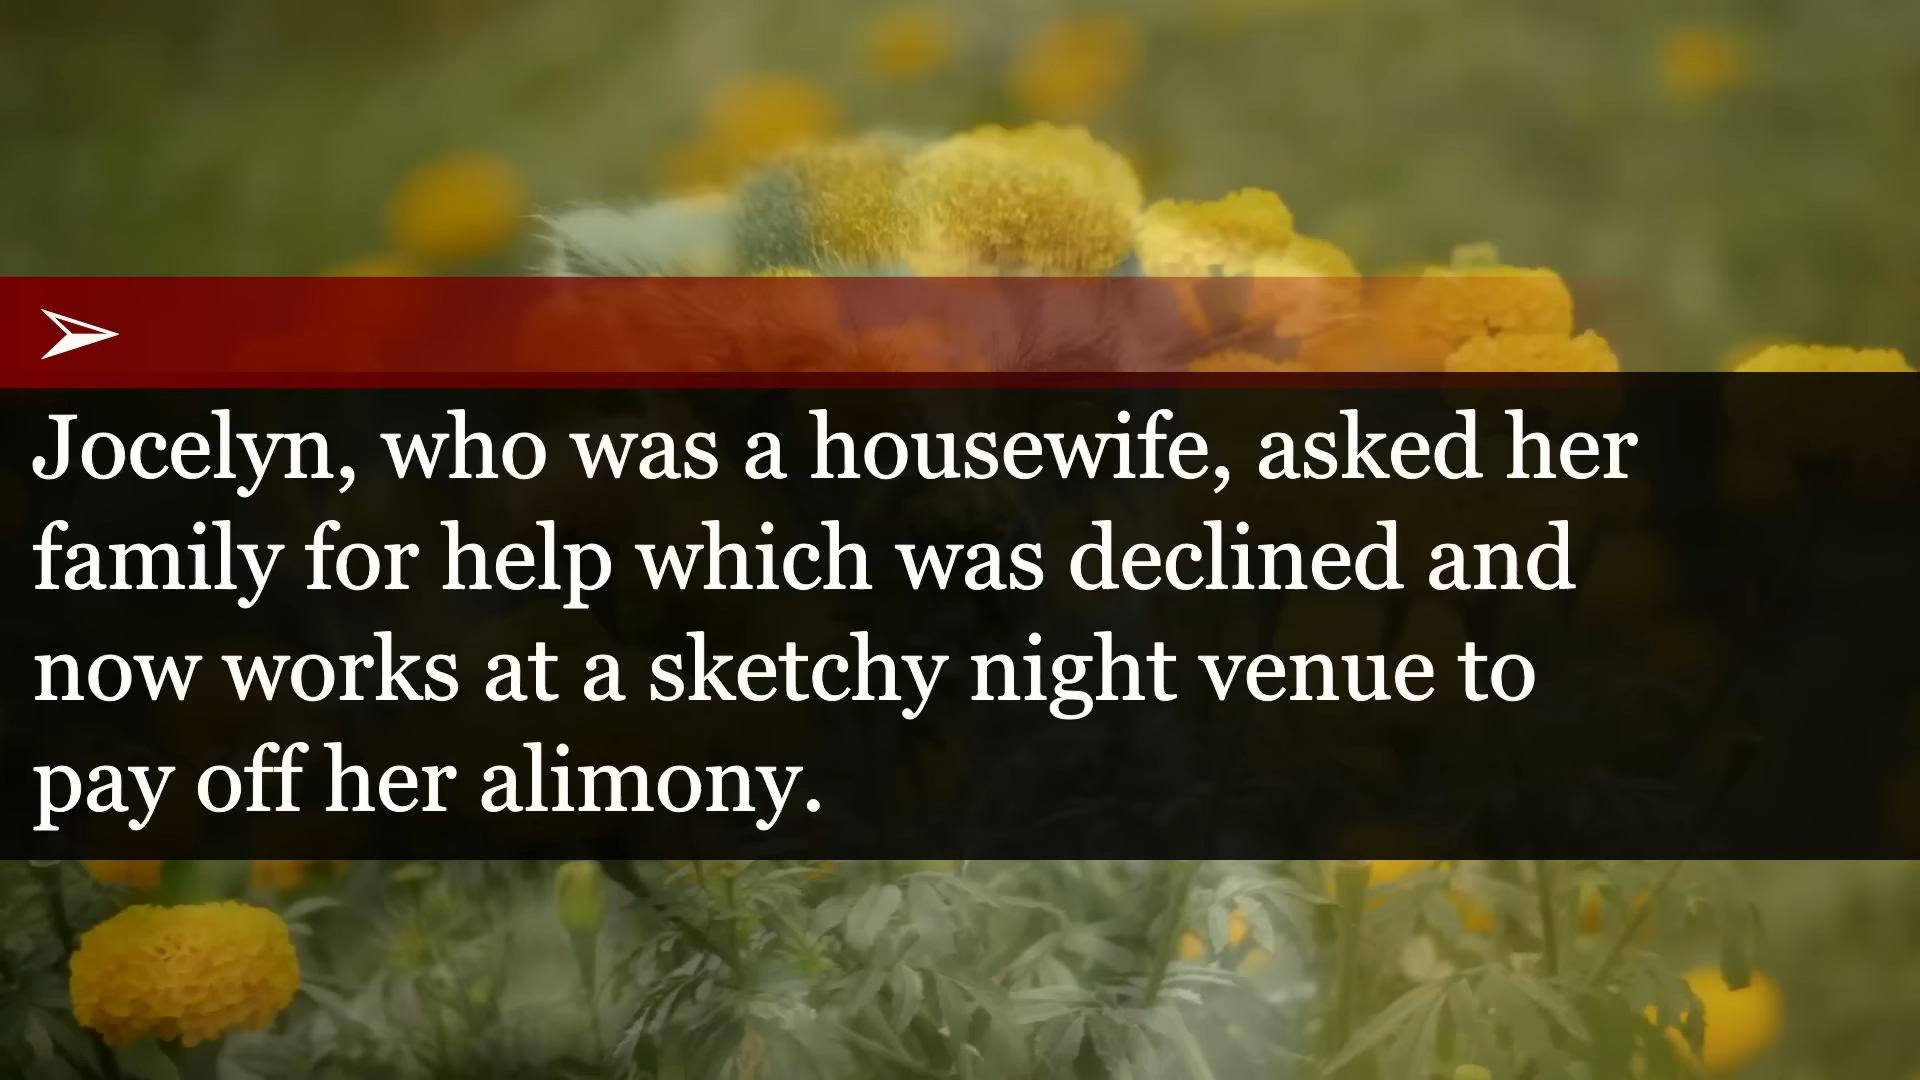 Jocelyn, who was a housewife, asked her
family for help which was declined and
now works at a sketchy night venue to
pay off her alimony.